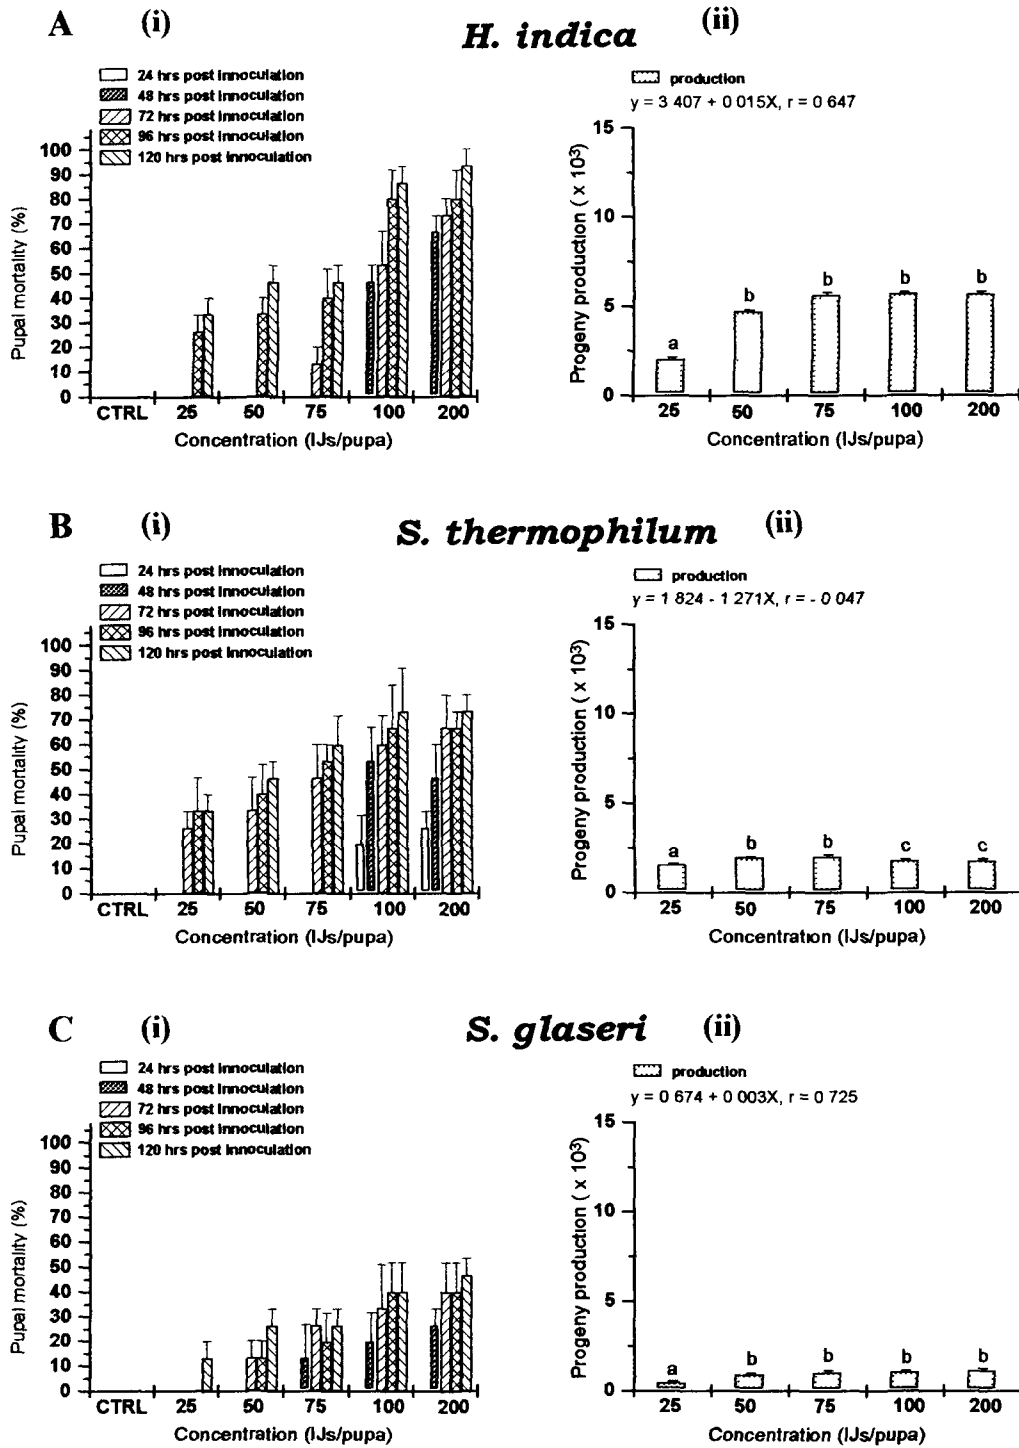 A (i) H. indica (ii)
24 hrs post innoculation
48 hrs post innoculation
72 hrs post innoculation
96 hrs post innoculation
120 hrs post innoculation
100
90
80
70
60
50
40
30
20
10
0
Pupal mortality (%)
CTRL 25 50 75 100 200
Concentration (IJs/pupa)
production
y = 3 407 + 0 015X, r = 0 647
15
10
5
0
Progeny production ( x 10³)
a b b b b
25 50 75 100 200
Concentration (IJs/pupa)
B (i) S. thermophilum (ii)
24 hrs post innoculation
48 hrs post innoculation
72 hrs post innoculation
96 hrs post innoculation
120 hrs post innoculation
100
90
80
70
60
50
40
30
20
10
0
Pupal mortality (%)
CTRL 25 50 75 100 200
Concentration (IJs/pupa)
production
y = 1 824 - 1 271X, r = - 0 047
15
10
5
0
Progeny production ( x 10³)
a b b c c
25 50 75 100 200
Concentration (IJs/pupa)
C (i) S. glaseri (ii)
24 hrs post innoculation
48 hrs post innoculation
72 hrs post innoculation
96 hrs post innoculation
120 hrs post innoculation
100
90
80
70
60
50
40
30
20
10
0
Pupal mortality (%)
CTRL 25 50 75 100 200
Concentration (IJs/pupa)
production
y = 0 674 + 0 003X, r = 0 725
15
10
5
0
Progeny production ( x 10³)
a b b b b
25 50 75 100 200
Concentration (IJs/pupa)